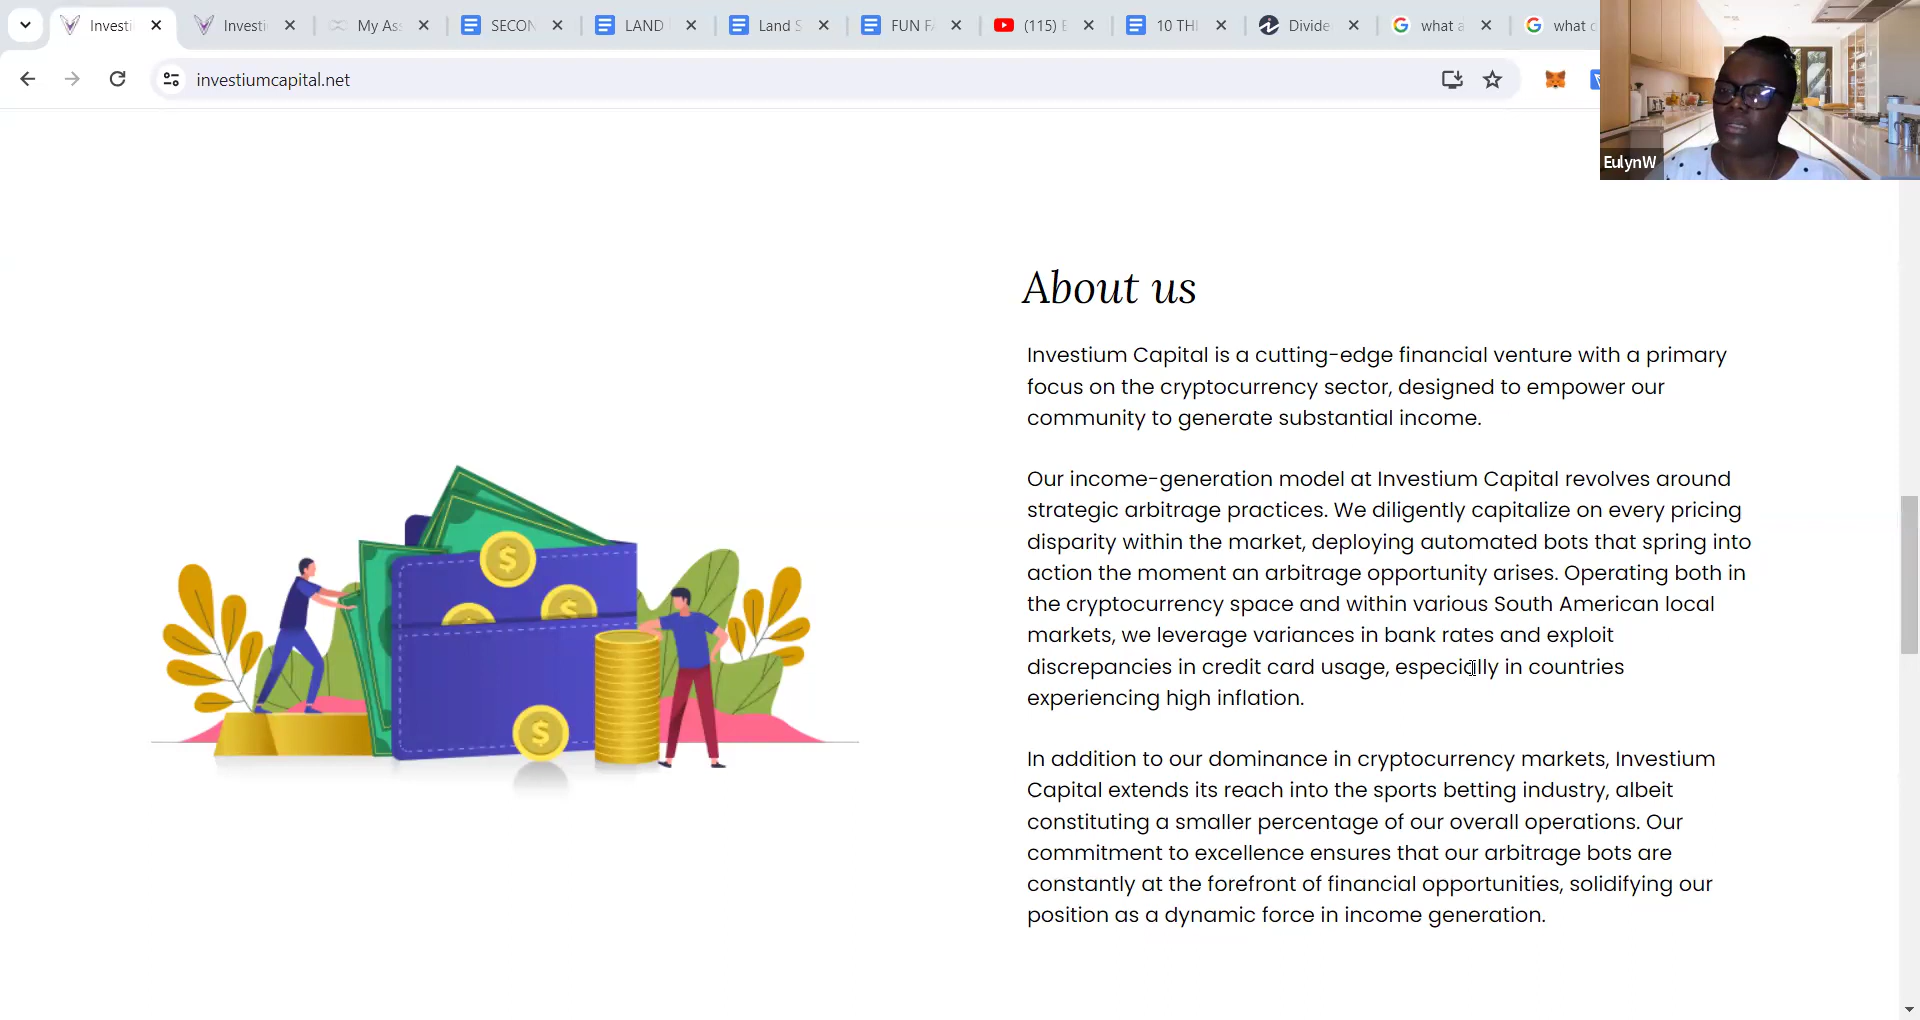 Investi
Investi
My Ass
SECON
LAND
Land S
FUN FA
(115) E
10 THI
Divide
what a
what c
investiumcapital.net
EulynW
About us
Investium Capital is a cutting-edge financial venture with a primary
focus on the cryptocurrency sector, designed to empower our
community to generate substantial income.
Our income-generation model at Investium Capital revolves around
strategic arbitrage practices. We diligently capitalize on every pricing
disparity within the market, deploying automated bots that spring into
action the moment an arbitrage opportunity arises. Operating both in
the cryptocurrency space and within various South American local
markets, we leverage variances in bank rates and exploit
discrepancies in credit card usage, especially in countries
experiencing high inflation.
In addition to our dominance in cryptocurrency markets, Investium
Capital extends its reach into the sports betting industry, albeit
constituting a smaller percentage of our overall operations. Our
commitment to excellence ensures that our arbitrage bots are
constantly at the forefront of financial opportunities, solidifying our
position as a dynamic force in income generation.